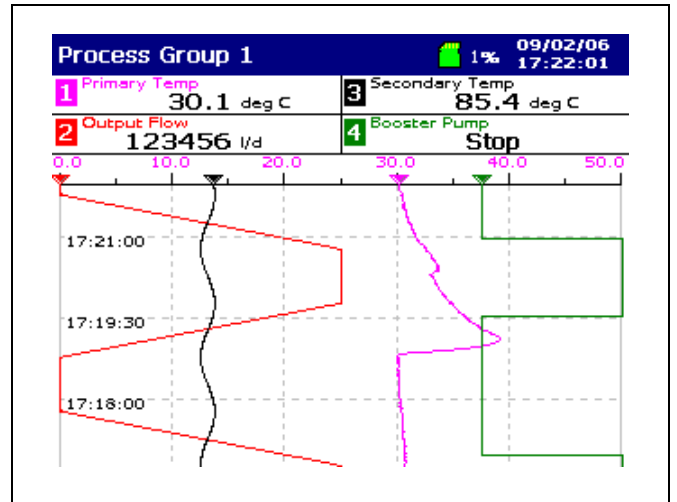 Process Group 1 1% 09/02/06
17:22:01
1 Primary Temp
30.1 deg C
3 Secondary Temp
85.4 deg C
2 Output Flow
123456 l/d
4 Booster Pump
Stop
0.0 10.0 20.0 30.0 40.0 50.0
17:21:00
17:19:30
17:18:00